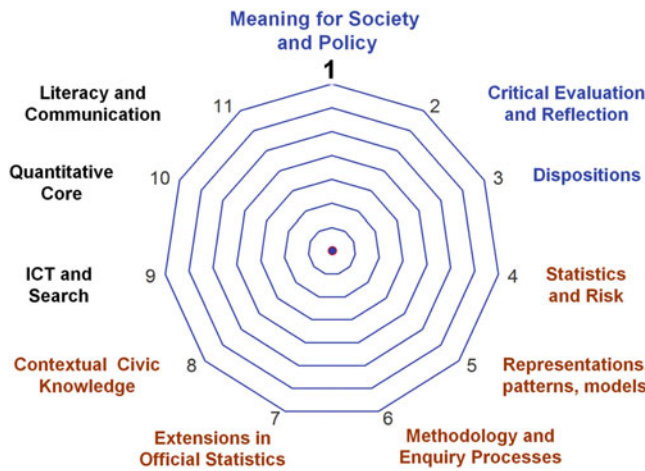 Meaning for Society
and Policy
1
2
Critical Evaluation
and Reflection
3
Dispositions
4
Statistics
and Risk
5
Representations,
patterns, models
6
Methodology and
Enquiry Processes
7
Extensions in
Official Statistics
8
Contextual Civic
Knowledge
9
ICT and
Search
10
Quantitative
Core
11
Literacy and
Communication